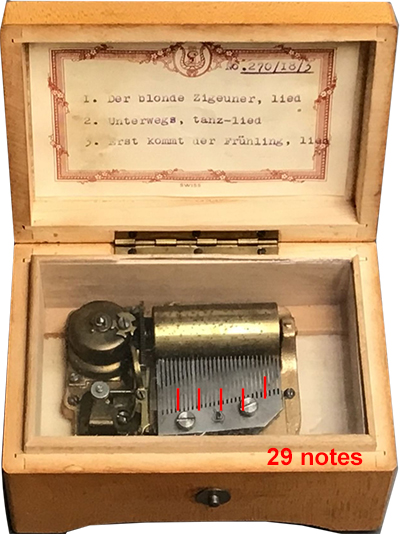 No. 270/18/3
1. Der blonde Zigeuner, lied
2. Unterwegs, tanz-lied
3. Erst kommt der Frühling, lied
SWISS
29 notes